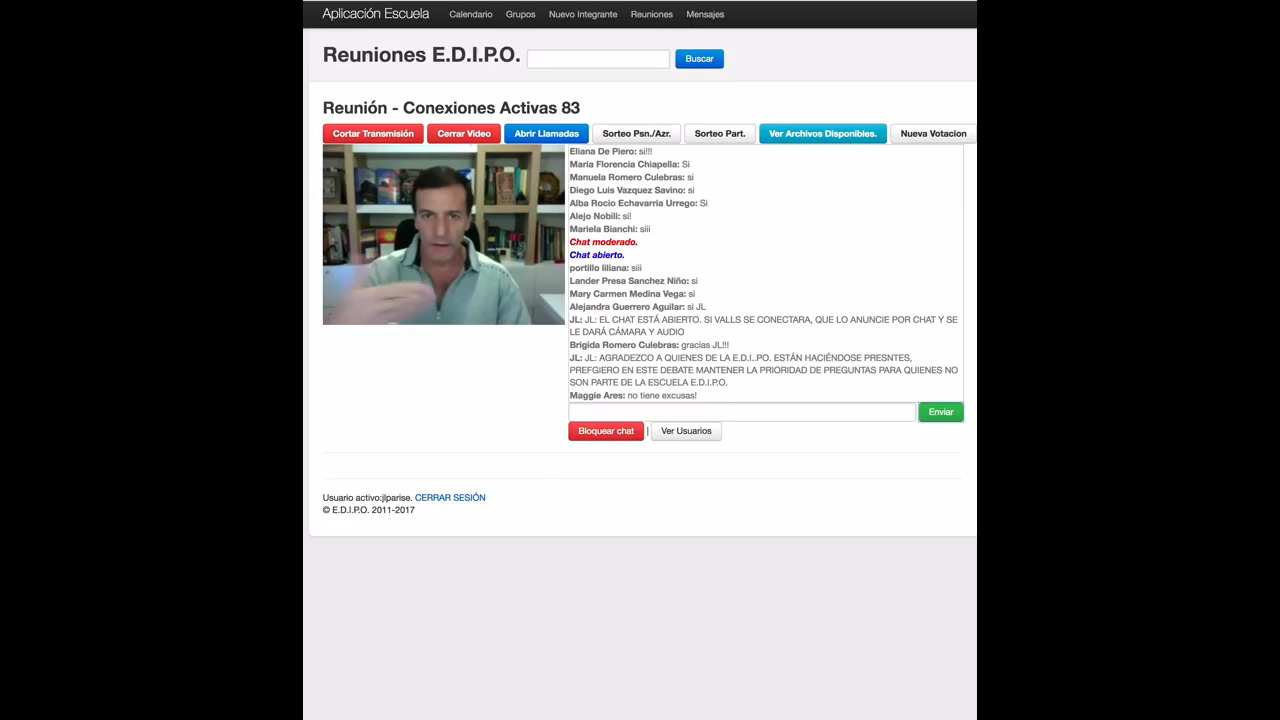 Aplicación Escuela Calendario Grupos Nuevo Integrante Reuniones Mensajes
Reuniones E.D.I.P.O. Buscar
Reunión - Conexiones Activas 83
Cortar Transmisión Cerrar Video Abrir Llamadas Sorteo Psn./Azr. Sorteo Part. Ver Archivos Disponibles. Nueva Votacion
Eliana De Piero: si!!!
Maria Florencia Chiapella: Si
Manuela Romero Culebras: si
Diego Luis Vazquez Savino: si
Alba Rocio Echavarria Urrego: Si
Alejo Nobili: si!
Mariela Bianchi: siii
Chat moderado.
Chat abierto.
portillo liliana: siii
Lander Presa Sanchez Niño: si
Mary Carmen Medina Vega: si
Alejandra Guerrero Aguilar: si JL
JL: JL: EL CHAT ESTÁ ABIERTO. SI VALLS SE CONECTARA, QUE LO ANUNCIE POR CHAT Y SE
LE DARÁ CÁMARA Y AUDIO
Brigida Romero Culebras: gracias JL!!!
JL: JL: AGRADEZCO A QUIENES DE LA E.D.I..PO. ESTÁN HACIÉNDOSE PRESNTES,
PREFGIERO EN ESTE DEBATE MANTENER LA PRIORIDAD DE PREGUNTAS PARA QUIENES NO
SON PARTE DE LA ESCUELA E.D.I.P.O.
Maggie Ares: no tiene excusas!
Enviar
Bloquear chat | Ver Usuarios
Usuario activo:jlparise. CERRAR SESIÓN
© E.D.I.P.O. 2011-2017